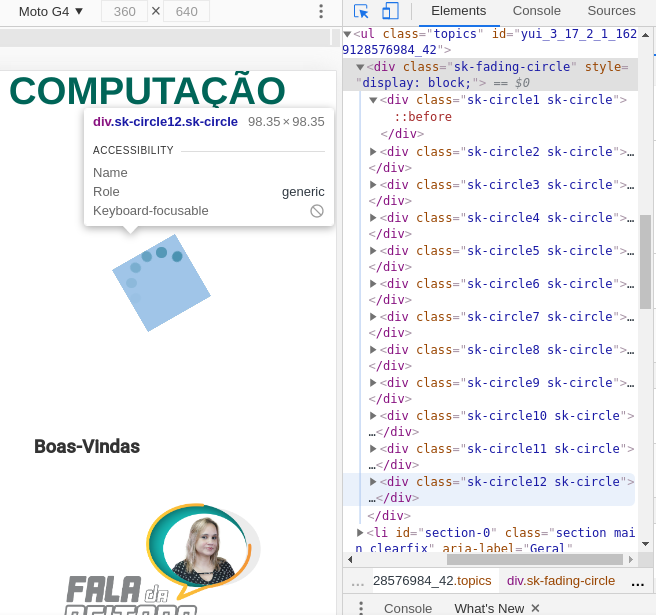 Moto G4 ▼ 360 × 640
Elements Console Sources
COMPUTAÇÃO
div.sk-circle12.sk-circle 98.35 × 98.35
ACCESSIBILITY
Name
Role generic
Keyboard-focusable
Boas-Vindas
FALA da
REITORA
▼<ul class="topics" id="yui_3_17_2_1_162
9128576984_42">
▼<div class="sk-fading-circle" style=
"display: block;"> == $0
▼<div class="sk-circle1 sk-circle">
::before
</div>
▶<div class="sk-circle2 sk-circle">…
</div>
▶<div class="sk-circle3 sk-circle">…
</div>
▶<div class="sk-circle4 sk-circle">…
</div>
▶<div class="sk-circle5 sk-circle">…
</div>
▶<div class="sk-circle6 sk-circle">…
</div>
▶<div class="sk-circle7 sk-circle">…
</div>
▶<div class="sk-circle8 sk-circle">…
</div>
▶<div class="sk-circle9 sk-circle">…
</div>
▶<div class="sk-circle10 sk-circle">
…</div>
▶<div class="sk-circle11 sk-circle">
…</div>
▶<div class="sk-circle12 sk-circle">
…</div>
</div>
▶<li id="section-0" class="section mai
n clearfix" aria-label="Geral"
… 28576984_42.topics div.sk-fading-circle …
Console What's New ×